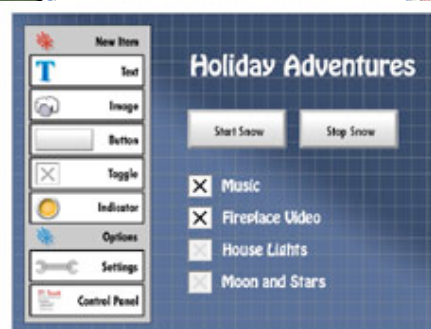 New Item
Text
Image
Button
Toggle
Indicator
Options
Settings
Control Panel
Holiday Adventures
Start Snow
Stop Snow
Music
Fireplace Video
House Lights
Moon and Stars